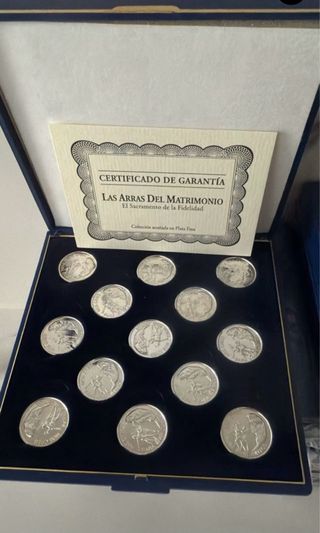 CERTIFICADO DE GARANTÍA
LAS ARRAS DEL MATRIMONIO
El Sacramento de la Fidelidad
Colección acuñada en Plata Fina